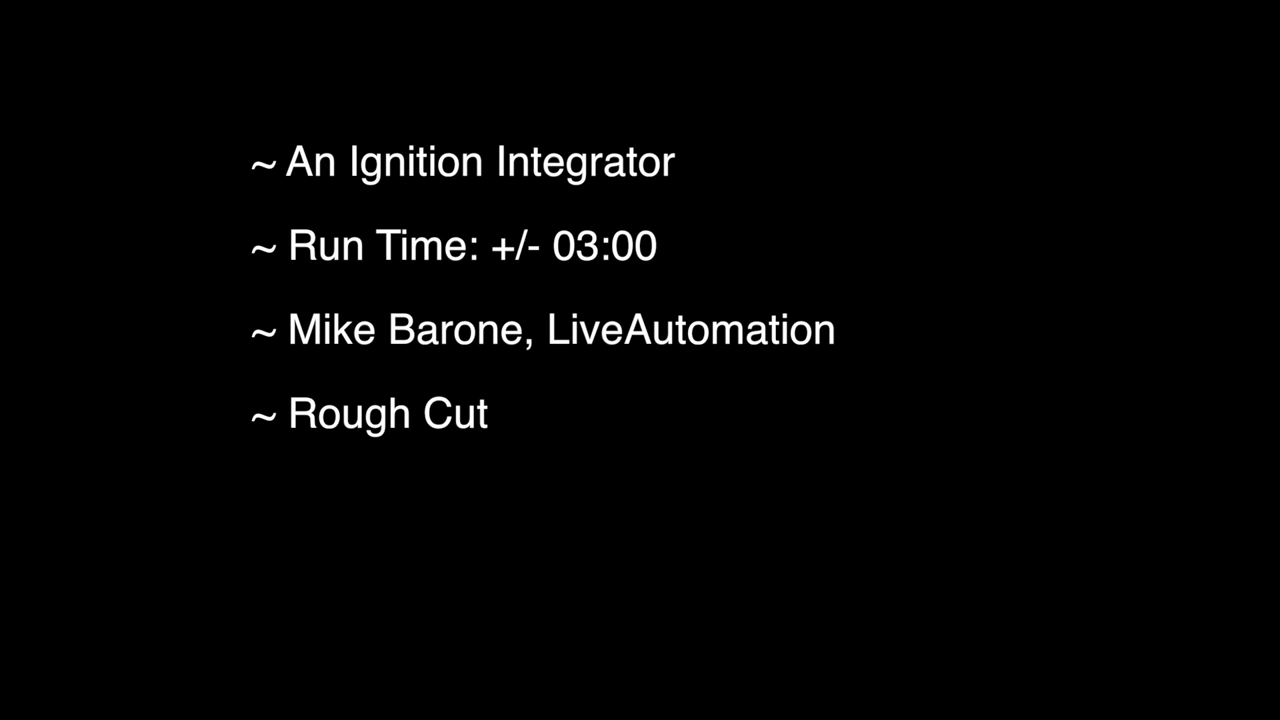 ~ An Ignition Integrator
~ Run Time: +/- 03:00
~ Mike Barone, LiveAutomation
~ Rough Cut